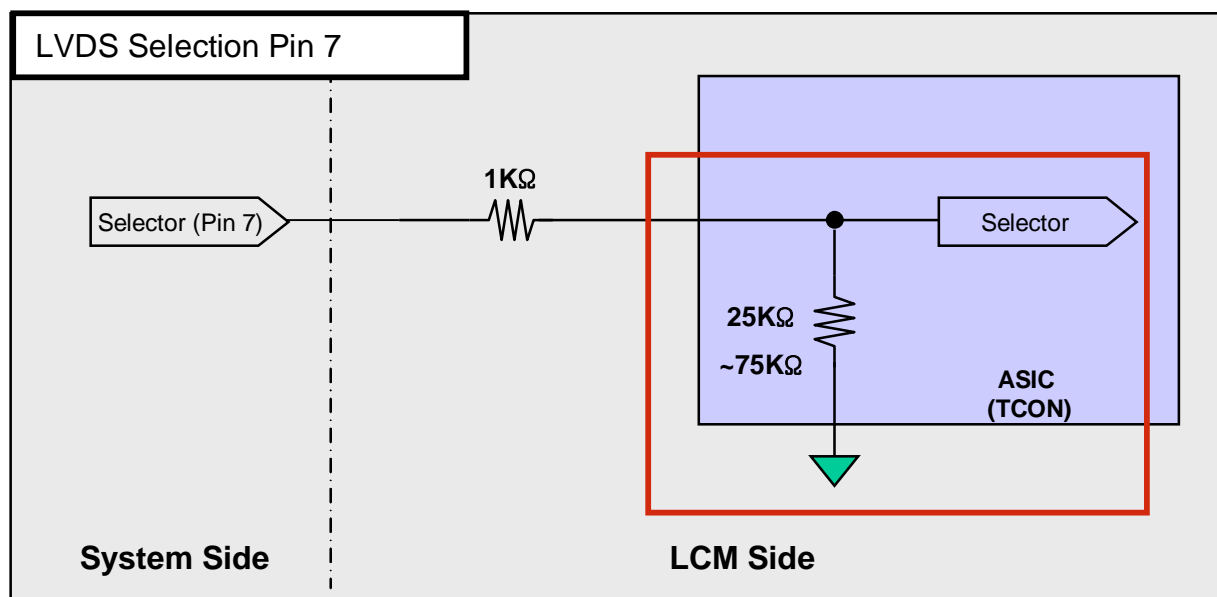 LVDS Selection Pin 7
1KΩ
Selector (Pin 7)
Selector
25KΩ
~75KΩ
ASIC
(TCON)
System Side
LCM Side